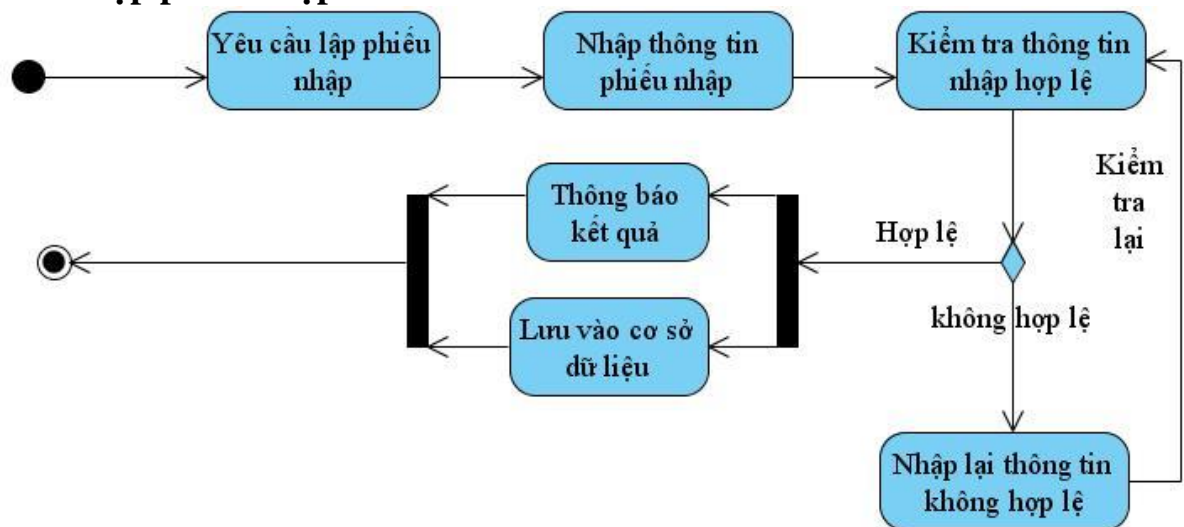 Yêu cầu lập phiếu
nhập
Nhập thông tin
phiếu nhập
Kiểm tra thông tin
nhập hợp lệ
Thông báo
kết quả
Hợp lệ
Kiểm
tra
lại
Lưu vào cơ sở
dữ liệu
không hợp lệ
Nhập lại thông tin
không hợp lệ